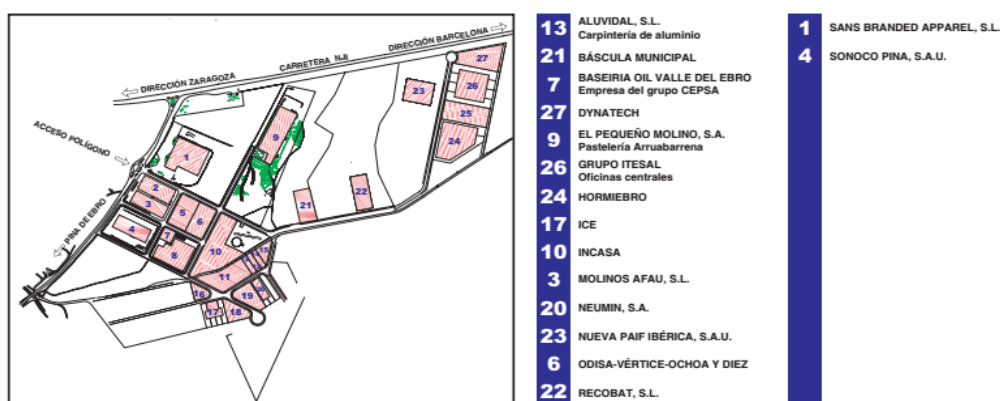 DIRECCIÓN BARCELONA
CARRETERA N-II
DIRECCIÓN ZARAGOZA
ACCESO POLÍGONO
PINA DE EBRO
27
26
25
24
23
22
21
9
1
2
3
4
5
6
7
8
10
11
16
17
18
19
13 ALUVIDAL, S.L.
Carpintería de aluminio
21 BÁSCULA MUNICIPAL
7 BASEIRIA OIL VALLE DEL EBRO
Empresa del grupo CEPSA
27 DYNATECH
9 EL PEQUEÑO MOLINO, S.A.
Pastelería Arruabarrena
26 GRUPO ITESAL
Oficinas centrales
24 HORMIEBRO
17 ICE
10 INCASA
3 MOLINOS AFAU, S.L.
20 NEUMIN, S.A.
23 NUEVA PAIF IBÉRICA, S.A.U.
6 ODISA-VÉRTICE-OCHOA Y DIEZ
22 RECOBAT, S.L.
1 SANS BRANDED APPAREL, S.L.
4 SONOCO PINA, S.A.U.